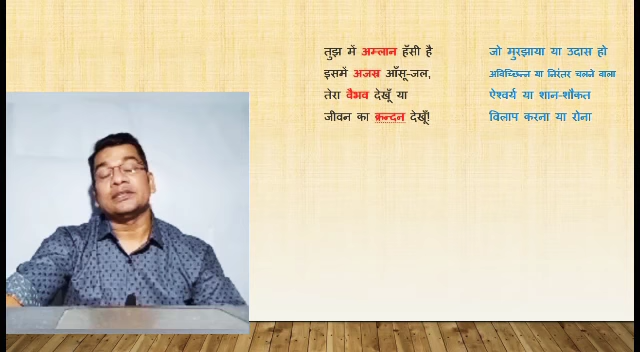 तुझ में अम्लान हँसी है
इसमें अजस्र आँसू-जल,
तेरा वैभव देखूँ या
जीवन का क्रन्दन देखूँ!
जो मुरझाया या उदास हो
अविच्छिन्न या निरंतर चलने वाला
ऐश्वर्य या शान-शौकत
विलाप करना या रोना